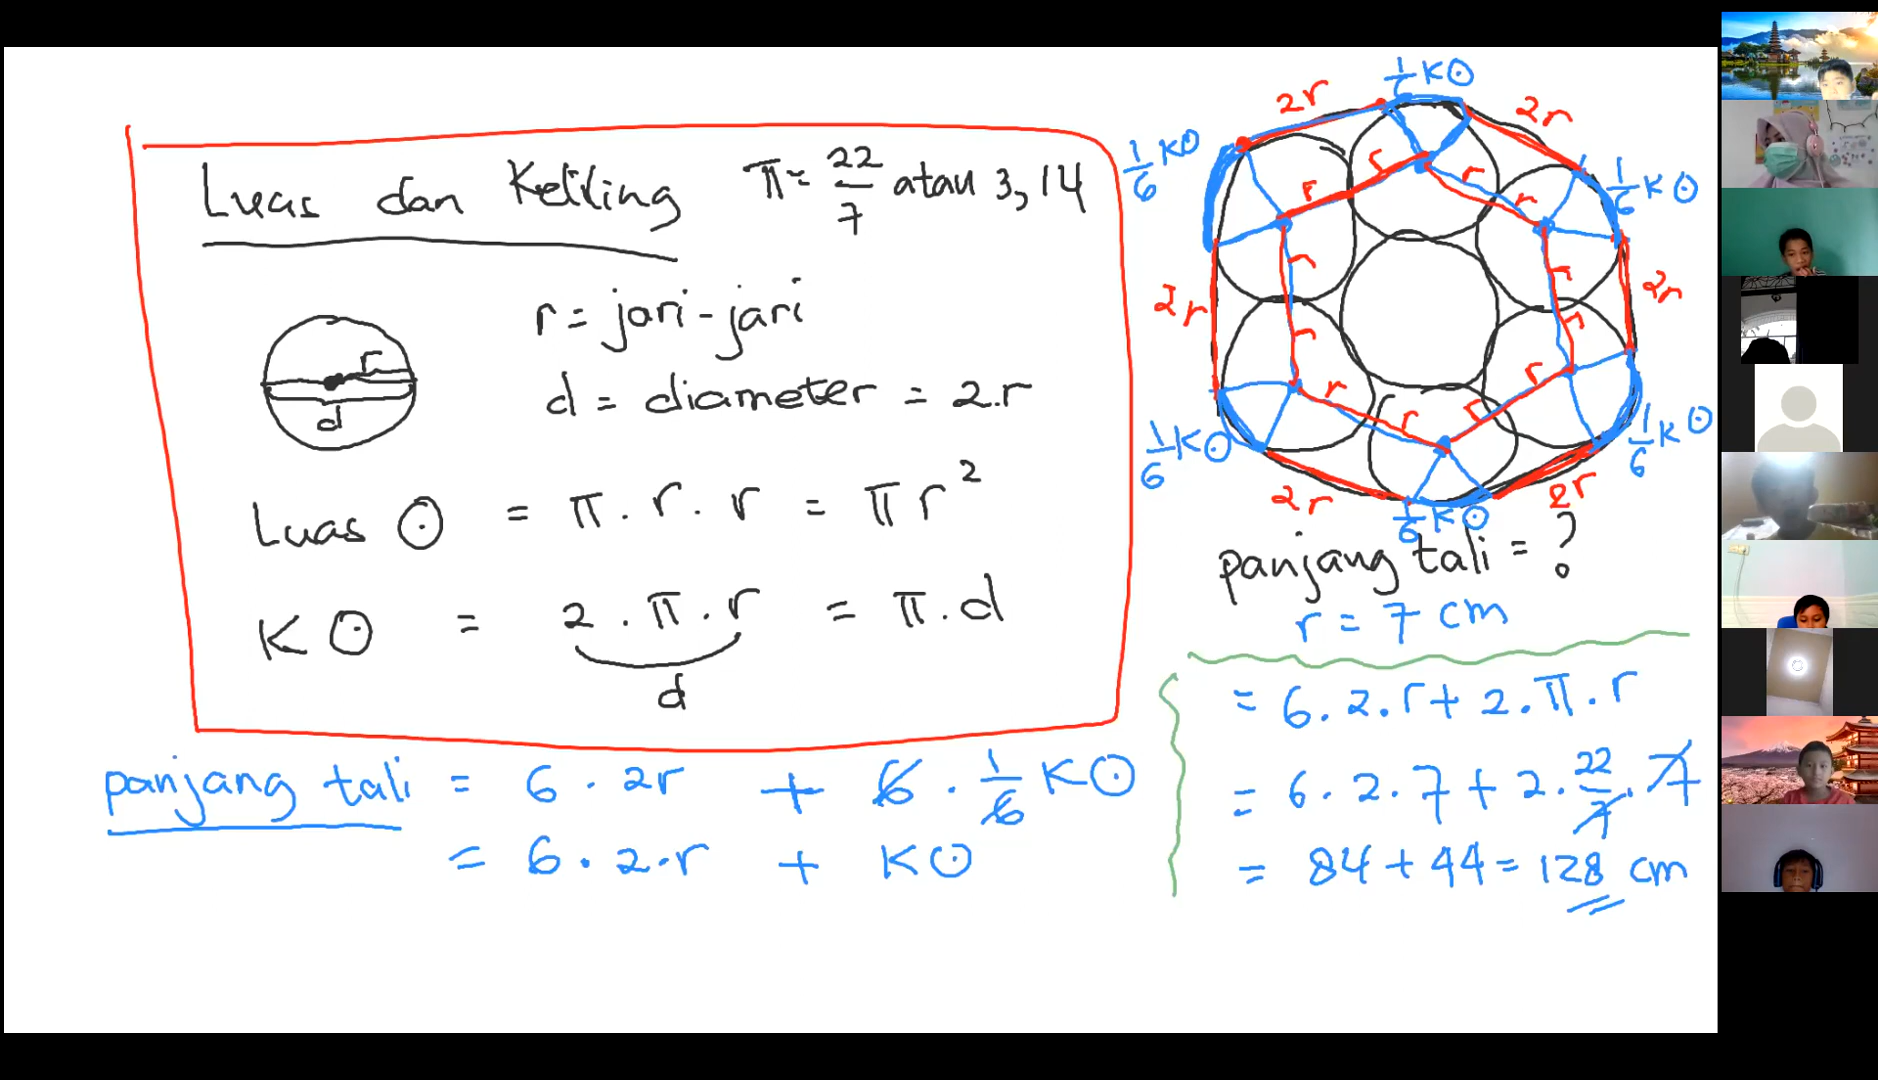 Luas dan Keliling π ≈ 22/7 atau 3,14
r = jari-jari
d = diameter = 2.r
r
d
Luas ⊙ = π . r . r = πr²
K ⊙ = 2 . π . r = π . d
d
panjang tali = 6 . 2r + 6 . 1/6 K⊙
= 6 . 2 . r + K⊙
1/6 K⊙
2r
2r
1/6 K⊙
1/6 K⊙
r
r
r
r
2r
r
r
r
r
2r
r
r
r
r
1/6 K⊙
1/6 K⊙
2r
1/6 K⊙
2r
panjang tali = ?
r = 7 cm
= 6 . 2 . r + 2 . π . r
= 6 . 2 . 7 + 2 . 22/7 . 7
= 84 + 44 = 128 cm